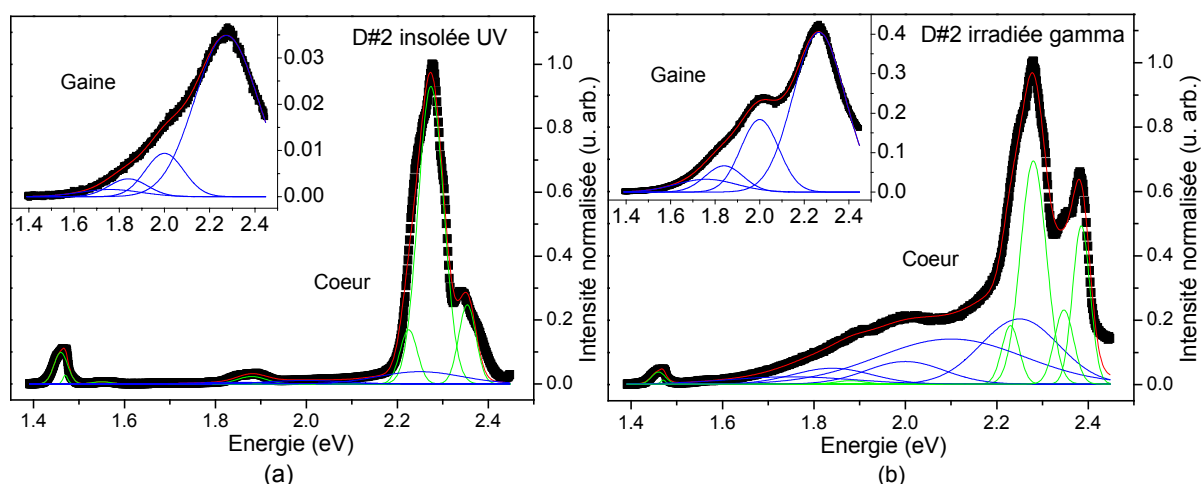 D#2 insolée UV
Gaine
0.03
0.02
0.01
0.00
1.4 1.6 1.8 2.0 2.2 2.4
Coeur
1.0
0.8
0.6
0.4
0.2
0.0
Intensité normalisée (u. arb.)
1.4 1.6 1.8 2.0 2.2 2.4
Energie (eV)
(a)
D#2 irradiée gamma
Gaine
0.4
0.3
0.2
0.1
0.0
1.4 1.6 1.8 2.0 2.2 2.4
Coeur
1.0
0.8
0.6
0.4
0.2
0.0
Intensité normalisée (u. arb.)
1.4 1.6 1.8 2.0 2.2 2.4
Energie (eV)
(b)